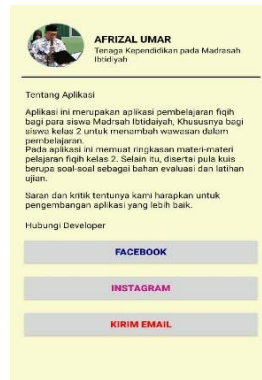 AFRIZAL UMAR
Tenaga Kependidikan pada Madrasah
Ibtidiyah
Tentang Aplikasi
Aplikasi ini merupakan aplikasi pembelajaran fiqih
bagi para siswa Madrsah Ibtidaiyah, Khususnya bagi
siswa kelas 2 untuk menambah wawasan dalam
pembelajaran.
Pada aplikasi ini memuat ringkasan materi-materi
pelajaran fiqih kelas 2. Selain itu, disertai pula kuis
berupa soal-soal sebagai bahan evaluasi dan latihan
ujian.
Saran dan kritik tentunya kami harapkan untuk
pengembangan aplikasi yang lebih baik.
Hubungi Developer
FACEBOOK
INSTAGRAM
KIRIM EMAIL